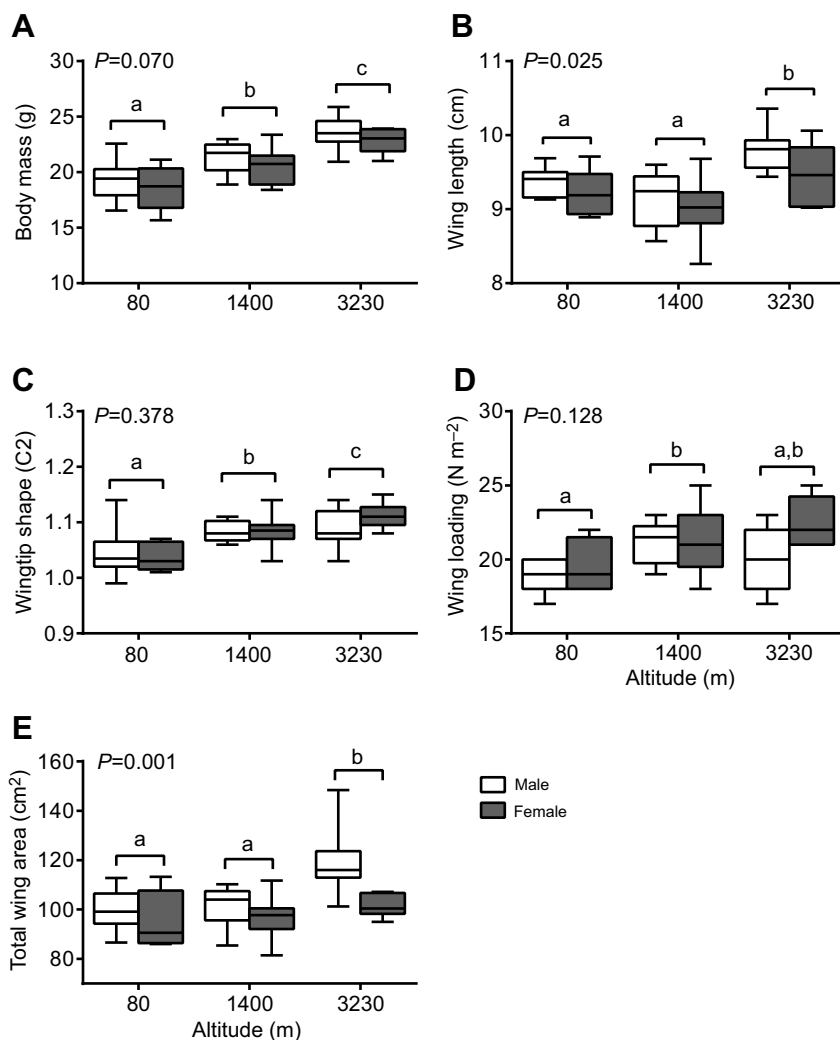 A
P=0.070
Body mass (g)
30
25
20
15
10
a
b
c
80
1400
3230
B
P=0.025
Wing length (cm)
11
10
9
8
a
a
b
80
1400
3230
C
P=0.378
Wingtip shape (C2)
1.3
1.2
1.1
1.0
0.9
a
b
c
80
1400
3230
D
P=0.128
Wing loading (N m⁻²)
30
25
20
15
a
b
a,b
80
1400
3230
Altitude (m)
E
P=0.001
Total wing area (cm²)
160
140
120
100
80
a
a
b
80
1400
3230
Altitude (m)
Male
Female